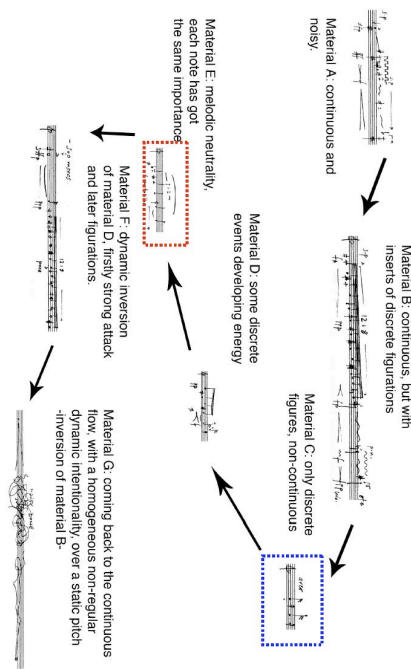 Material A: continuous and
noisy.
Material B: continuous, but with
inserts of discrete figurations
Material C: only discrete
figures, non-continuous
Material D: some discrete
events developing energy
Material E: melodic neutrality,
each note has got
the same importance
Material F: dynamic inversion
of material D, firstly strong attack
and later figurations.
Material G: coming back to the continuous
flow, with a homogeneous non-regular
dynamic intentionality, over a static pitch
-inversion of material B-